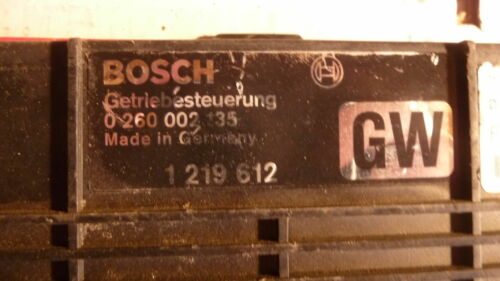 BOSCH
Getriebesteuerung
0 260 002 135
Made in Germany
GW
1 219 612